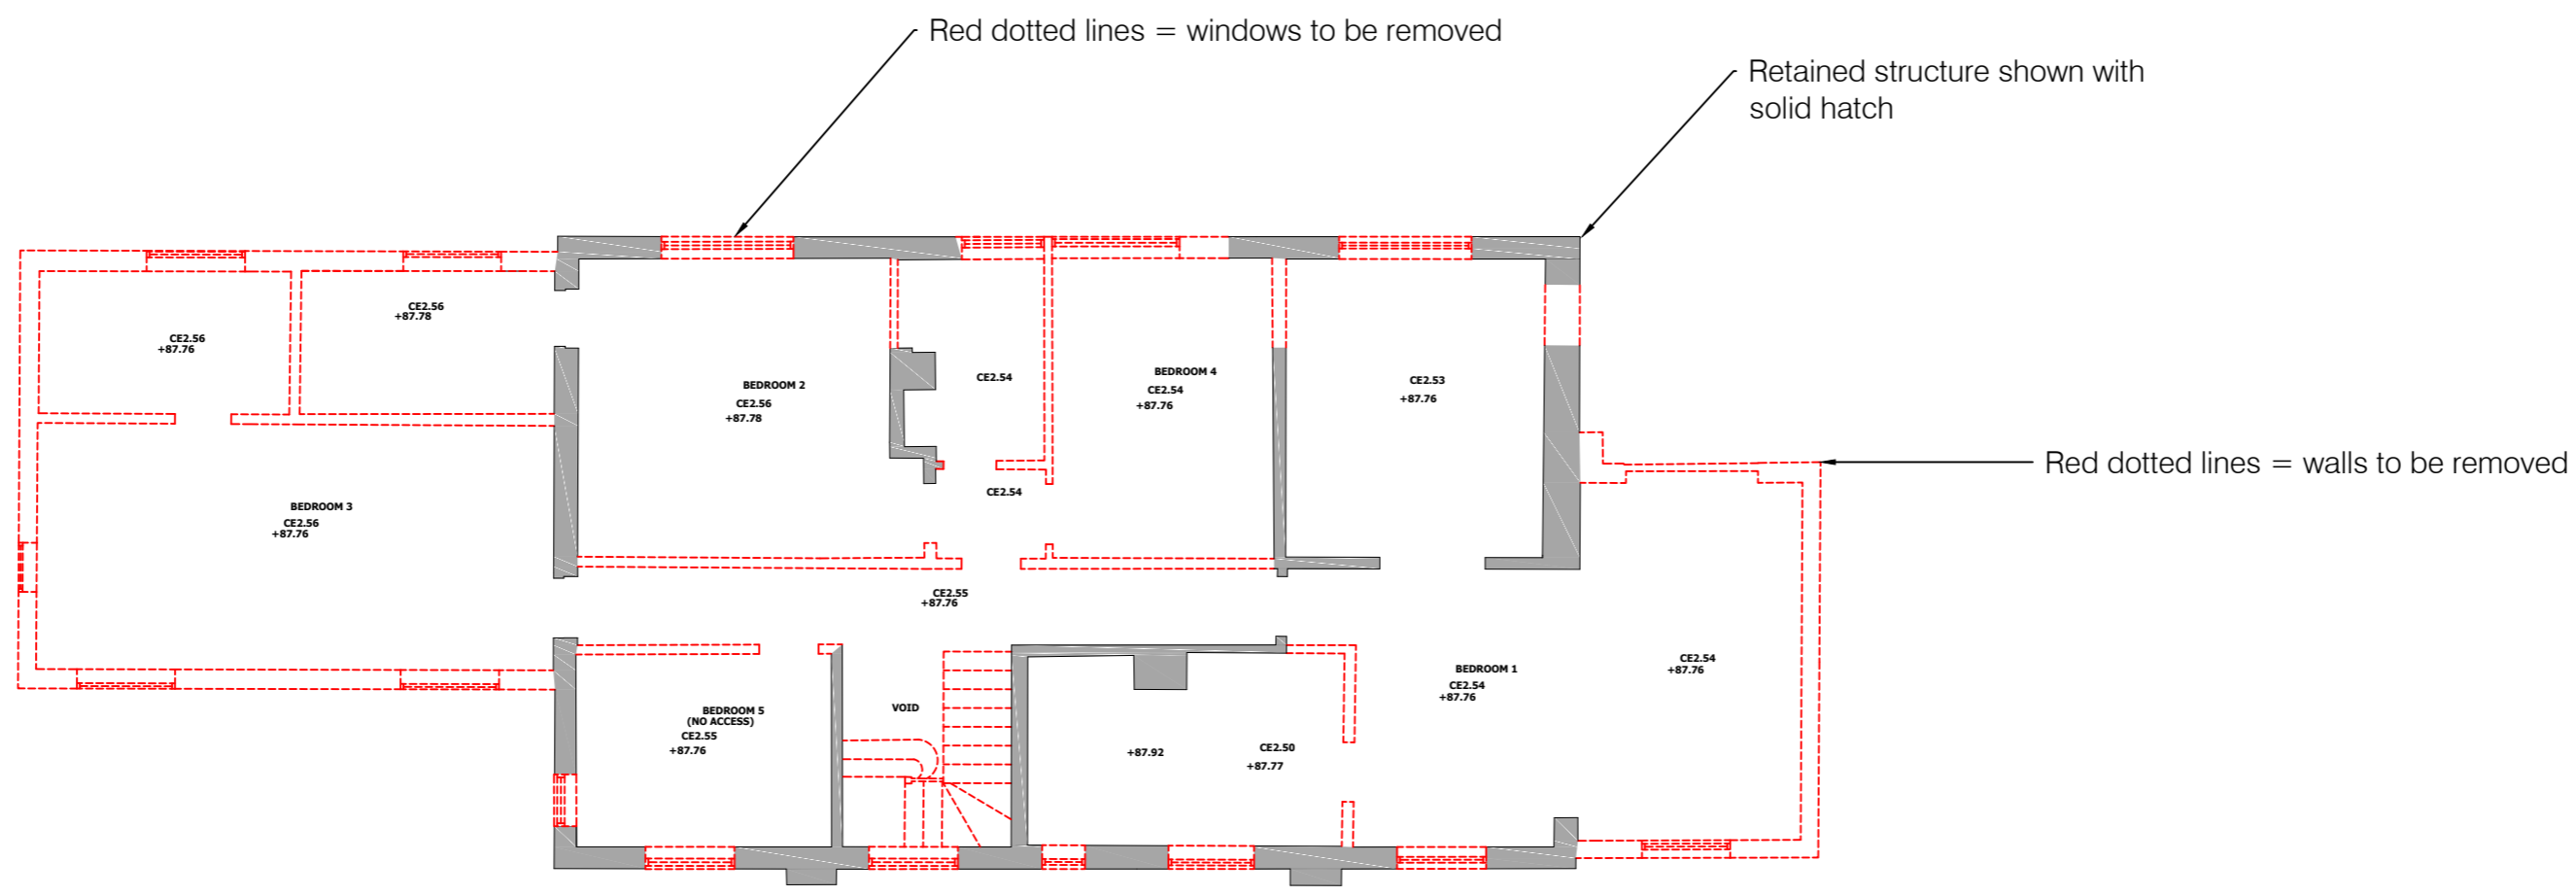 Red dotted lines = windows to be removed
Retained structure shown with
solid hatch
CE2.56
+87.78
CE2.56
+87.76
BEDROOM 2
CE2.56
+87.78
CE2.54
BEDROOM 4
CE2.54
+87.76
CE2.53
+87.76
Red dotted lines = walls to be removed
BEDROOM 3
CE2.56
+87.76
CE2.54
CE2.55
+87.76
BEDROOM 5
(NO ACCESS)
CE2.55
+87.76
VOID
+87.92
CE2.50
+87.77
BEDROOM 1
CE2.54
+87.76
CE2.54
+87.76